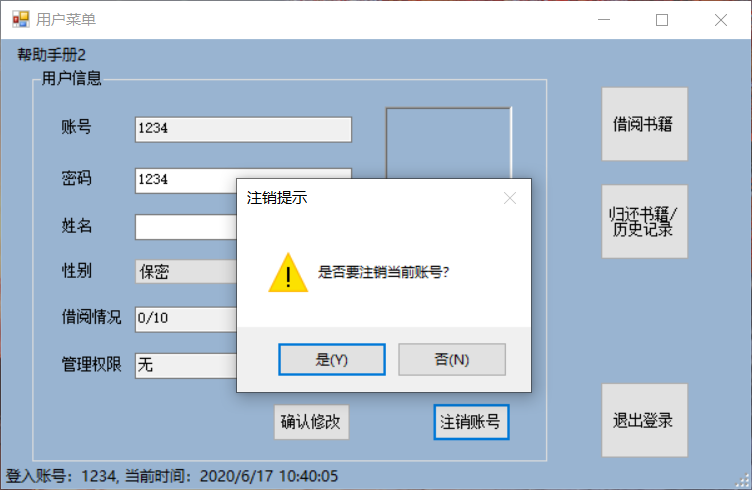 用户菜单
帮助手册2
用户信息
账号
1234
借阅书籍
密码
1234
归还书籍/
历史记录
姓名
性别
保密
借阅情况
0/10
管理权限
无
注销提示
是否要注销当前账号?
是(Y)
否(N)
确认修改
注销账号
退出登录
登入账号: 1234, 当前时间: 2020/6/17 10:40:05